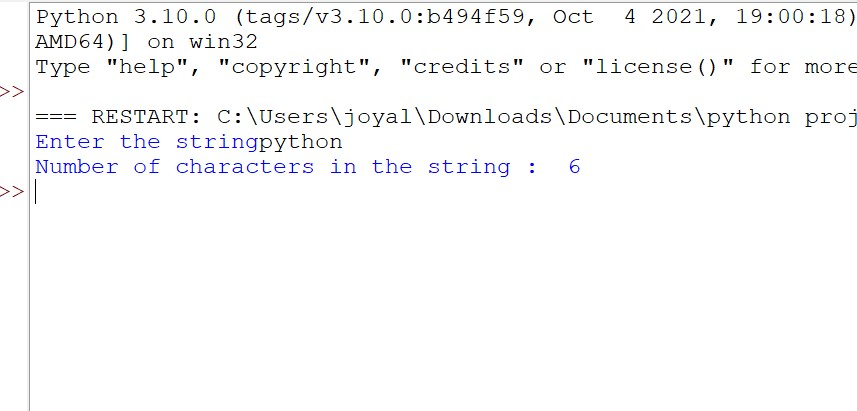 Python 3.10.0 (tags/v3.10.0:b494f59, Oct  4 2021, 19:00:18)
AMD64)] on win32
Type "help", "copyright", "credits" or "license()" for more
>>
=== RESTART: C:\Users\joyal\Downloads\Documents\python proj
Enter the stringpython
Number of characters in the string :  6
>>